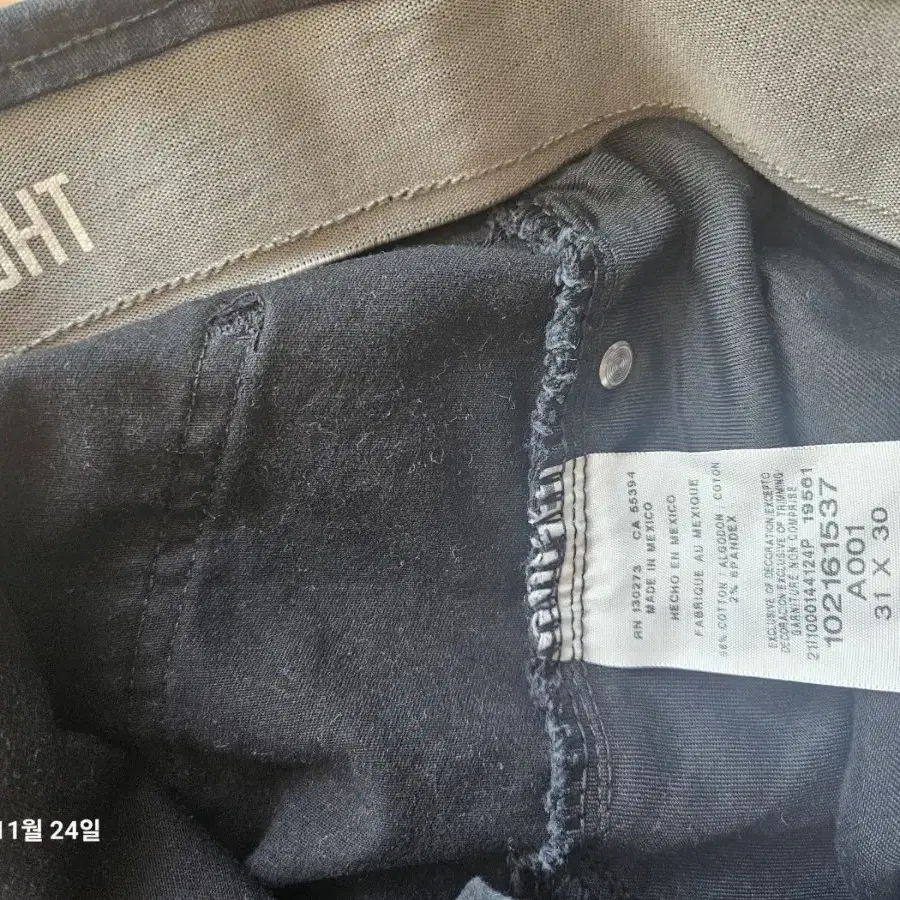 GHT
RN 130273 CA 55394
MADE IN MEXICO
HECHO EN MEXICO
FABRIQUE AU MEXIQUE
98% COTTON / ALGODON / COTON
2% SPANDEX
EXCLUSIVE OF DECORATION/EXCEPTO
DECORACION/EXCLUSIVE OF TRIMMING
GARNITURE NON COMPRISE
21I1000144124P 19561
102161537
A001
31 X 30
11월 24일